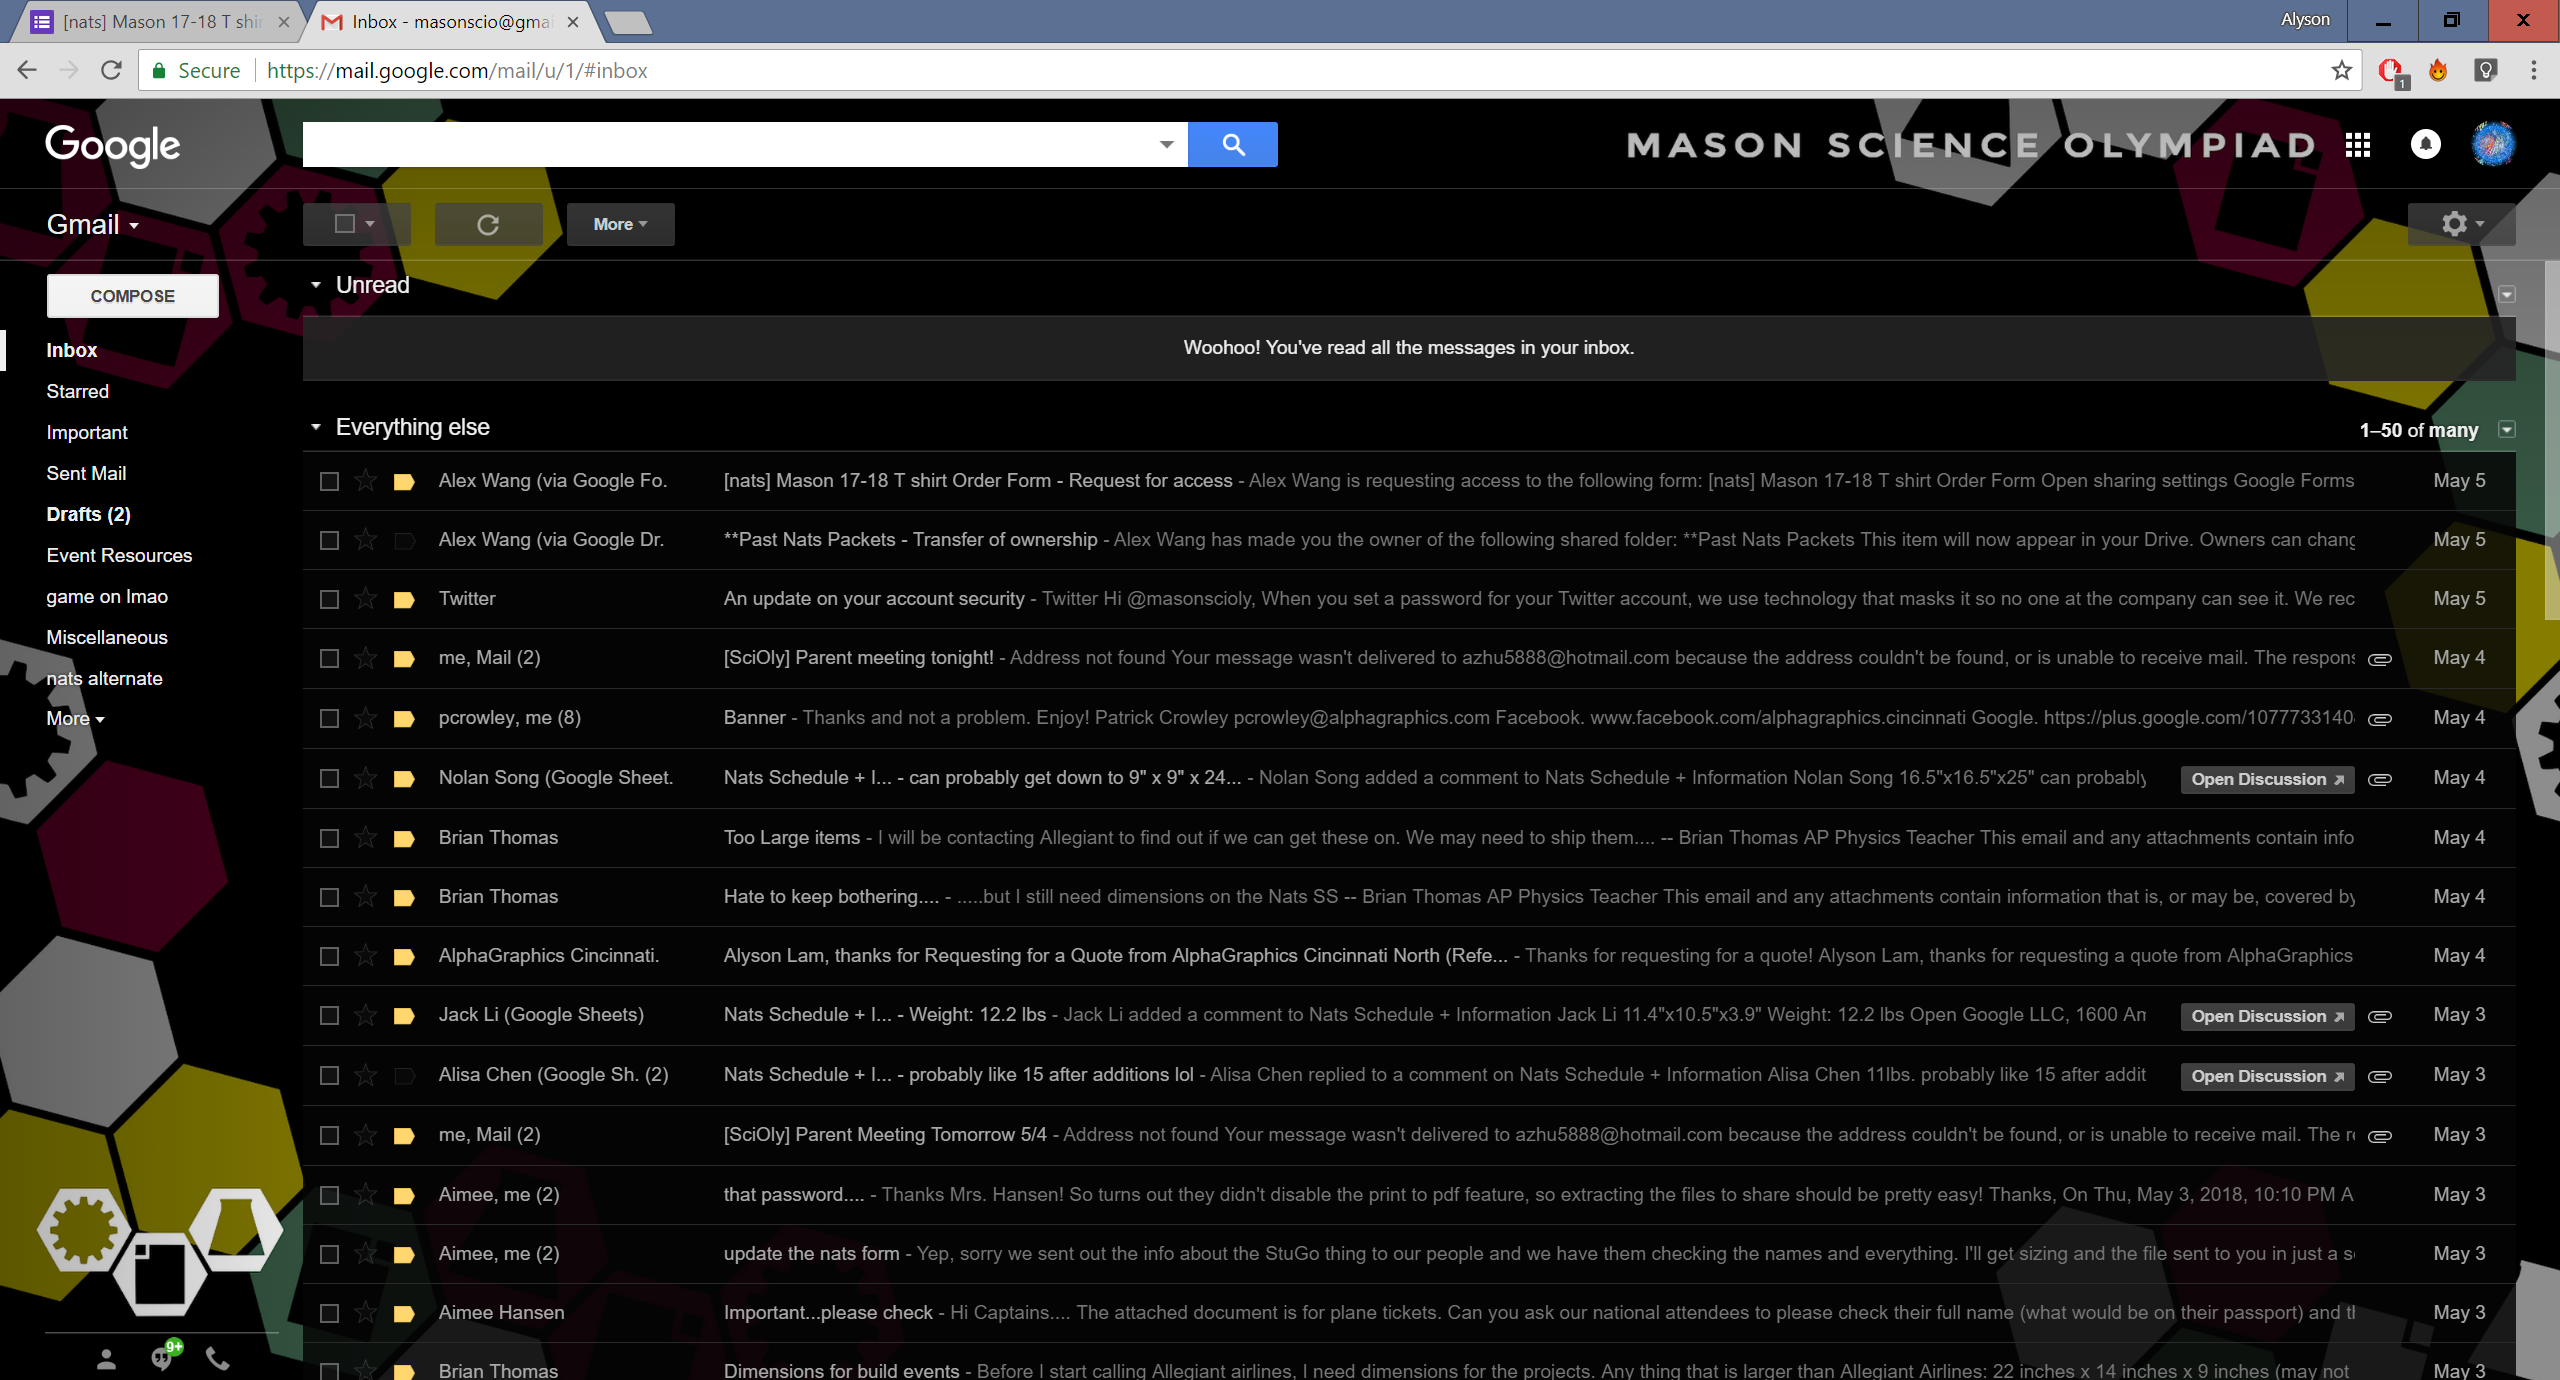 [nats] Mason 17-18 T shi
Inbox - masonscio@gmai
Alyson
Secure https://mail.google.com/mail/u/1/#inbox
1
Google
MASON SCIENCE OLYMPIAD
Gmail
More
COMPOSE
Inbox
Starred
Important
Sent Mail
Drafts (2)
Event Resources
game on lmao
Miscellaneous
nats alternate
More
9+
Unread
Woohoo! You've read all the messages in your inbox.
Everything else
1–50 of many
Alex Wang (via Google Fo. [nats] Mason 17-18 T shirt Order Form - Request for access - Alex Wang is requesting access to the following form: [nats] Mason 17-18 T shirt Order Form Open sharing settings Google Forms May 5
Alex Wang (via Google Dr. **Past Nats Packets - Transfer of ownership - Alex Wang has made you the owner of the following shared folder: **Past Nats Packets This item will now appear in your Drive. Owners can chang May 5
Twitter An update on your account security - Twitter Hi @masonscioly, When you set a password for your Twitter account, we use technology that masks it so no one at the company can see it. We rec May 5
me, Mail (2) [SciOly] Parent meeting tonight! - Address not found Your message wasn't delivered to azhu5888@hotmail.com because the address couldn't be found, or is unable to receive mail. The respons May 4
pcrowley, me (8) Banner - Thanks and not a problem. Enjoy! Patrick Crowley pcrowley@alphagraphics.com Facebook. www.facebook.com/alphagraphics.cincinnati Google. https://plus.google.com/1077733140 May 4
Nolan Song (Google Sheet. Nats Schedule + I... - can probably get down to 9" x 9" x 24... - Nolan Song added a comment to Nats Schedule + Information Nolan Song 16.5"x16.5"x25" can probably Open Discussion May 4
Brian Thomas Too Large items - I will be contacting Allegiant to find out if we can get these on. We may need to ship them.... -- Brian Thomas AP Physics Teacher This email and any attachments contain info May 4
Brian Thomas Hate to keep bothering.... - .....but I still need dimensions on the Nats SS -- Brian Thomas AP Physics Teacher This email and any attachments contain information that is, or may be, covered by May 4
AlphaGraphics Cincinnati. Alyson Lam, thanks for Requesting for a Quote from AlphaGraphics Cincinnati North (Refe... - Thanks for requesting for a quote! Alyson Lam, thanks for requesting a quote from AlphaGraphics May 4
Jack Li (Google Sheets) Nats Schedule + I... - Weight: 12.2 lbs - Jack Li added a comment to Nats Schedule + Information Jack Li 11.4"x10.5"x3.9" Weight: 12.2 lbs Open Google LLC, 1600 Am Open Discussion May 3
Alisa Chen (Google Sh. (2) Nats Schedule + I... - probably like 15 after additions lol - Alisa Chen replied to a comment on Nats Schedule + Information Alisa Chen 11lbs. probably like 15 after addit Open Discussion May 3
me, Mail (2) [SciOly] Parent Meeting Tomorrow 5/4 - Address not found Your message wasn't delivered to azhu5888@hotmail.com because the address couldn't be found, or is unable to receive mail. The re May 3
Aimee, me (2) that password.... - Thanks Mrs. Hansen! So turns out they didn't disable the print to pdf feature, so extracting the files to share should be pretty easy! Thanks, On Thu, May 3, 2018, 10:10 PM A May 3
Aimee, me (2) update the nats form - Yep, sorry we sent out the info about the StuGo thing to our people and we have them checking the names and everything. I'll get sizing and the file sent to you in just a se May 3
Aimee Hansen Important...please check - Hi Captains.... The attached document is for plane tickets. Can you ask our national attendees to please check their full name (what would be on their passport) and th May 3
Brian Thomas Dimensions for build events - Before I start calling Allegiant airlines, I need dimensions for the projects. Any thing that is larger than Allegiant Airlines: 22 inches x 14 inches x 9 inches (may not May 3